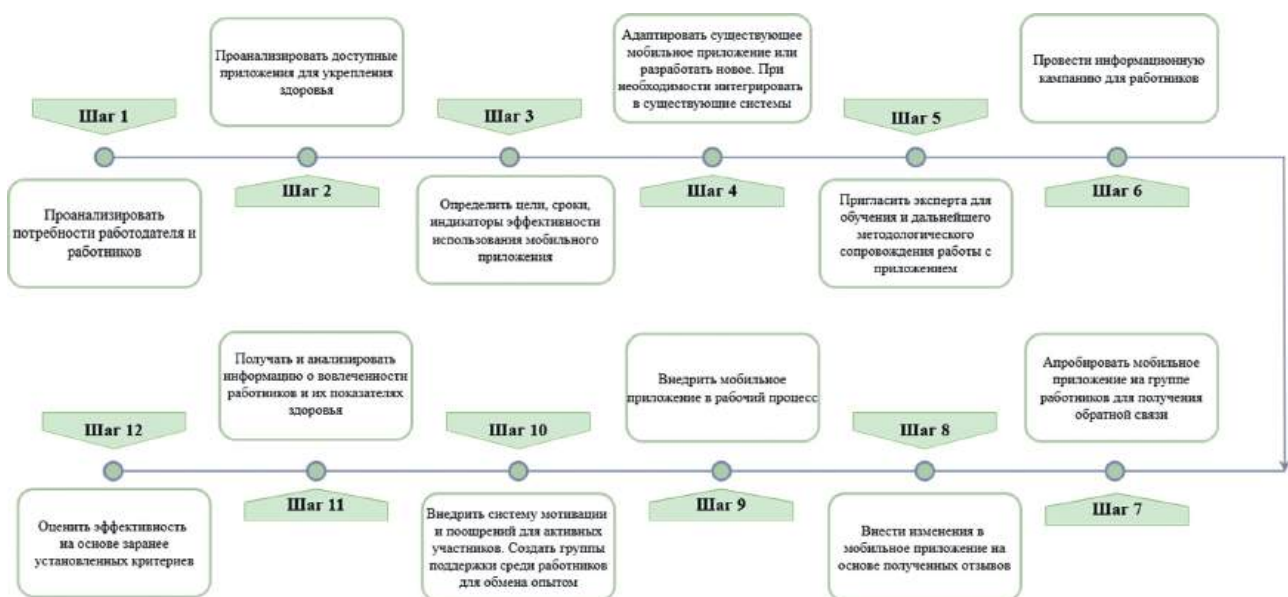 Шаг 1
Проанализировать
потребности работодателя и
работников
Проанализировать доступные
приложения для укрепления
здоровья
Шаг 2
Шаг 3
Определить цели, сроки,
индикаторы эффективности
использования мобильного
приложения
Адаптировать существующее
мобильное приложение или
разработать новое. При
необходимости интегрировать
в существующие системы
Шаг 4
Шаг 5
Пригласить эксперта для
обучения и дальнейшего
методологического
сопровождения работы с
приложением
Провести информационную
кампанию для работников
Шаг 6
Апробировать мобильное
приложение на группе
работников для получения
обратной связи
Шаг 7
Шаг 8
Внести изменения в
мобильное приложение на
основе полученных отзывов
Внедрить мобильное
приложение в рабочий процесс
Шаг 9
Шаг 10
Внедрить систему мотивации
и поощрений для активных
участников. Создать группы
поддержки среди работников
для обмена опытом
Получать и анализировать
информацию о вовлеченности
работников и их показателях
здоровья
Шаг 11
Шаг 12
Оценить эффективность
на основе заранее
установленных критериев